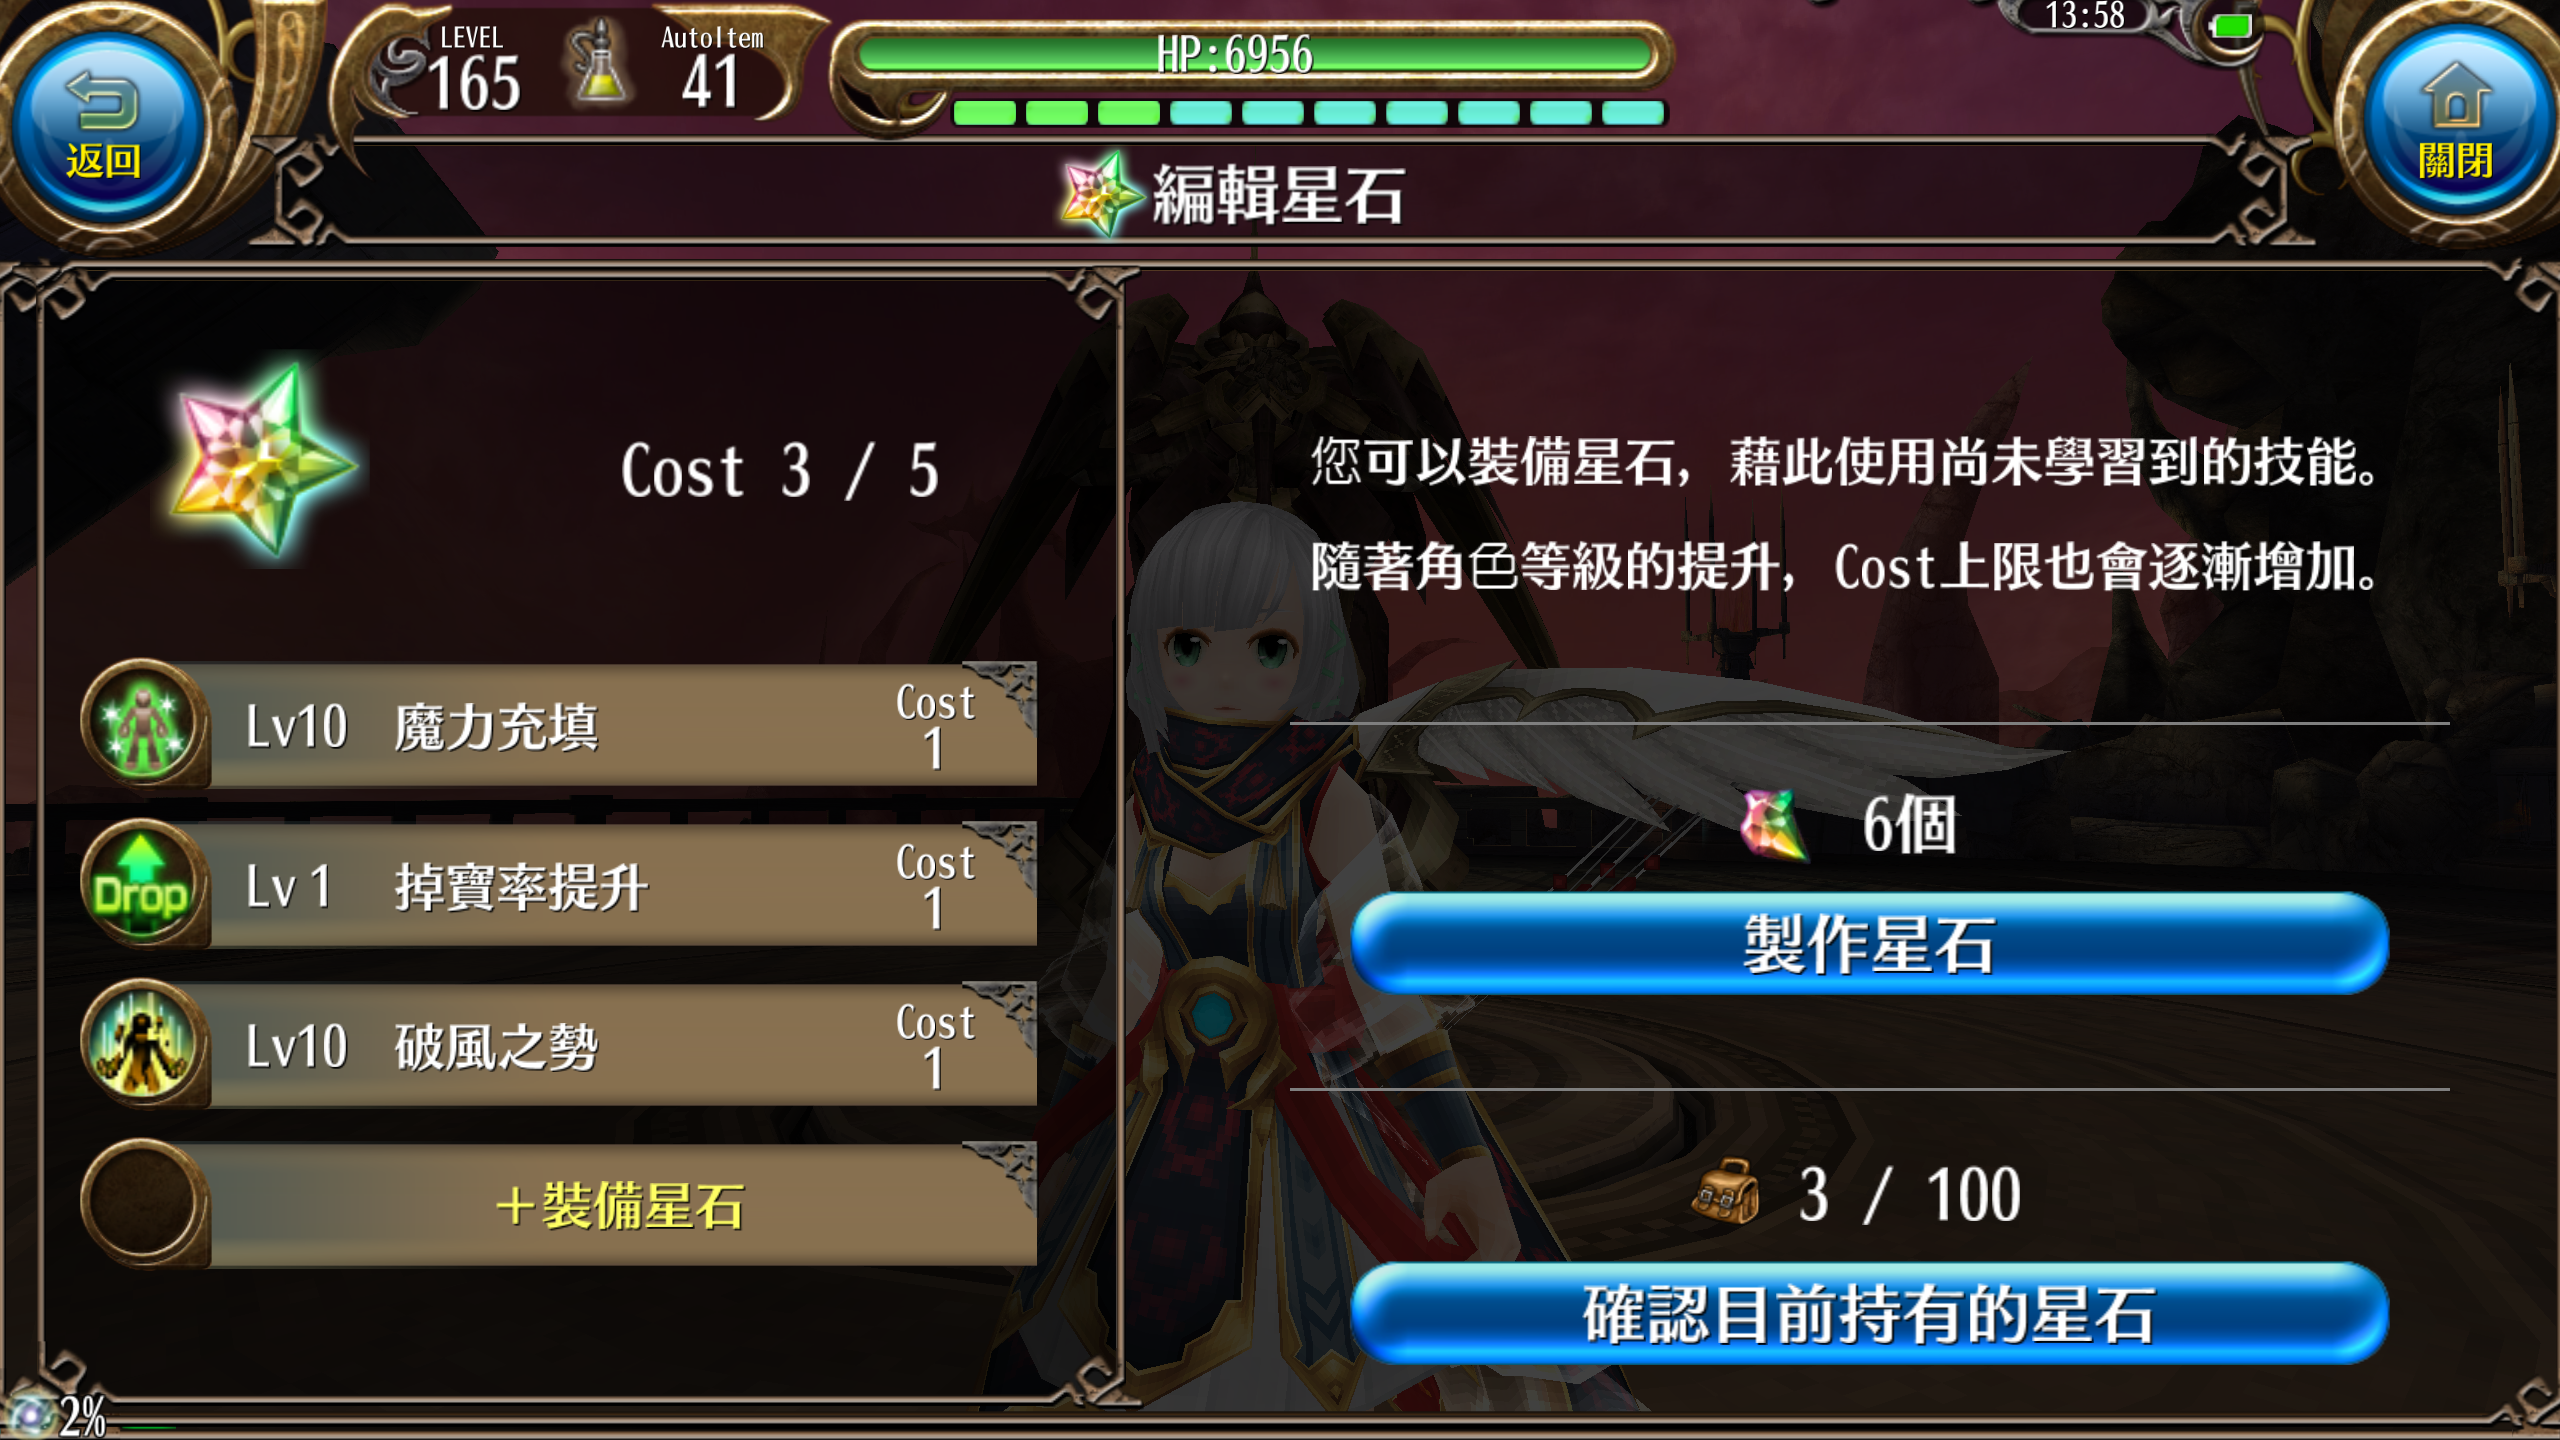 返回
LEVEL
165
AutoItem
41
HP:6956
13:58
關閉
編輯星石
Cost 3 / 5
Lv10 魔力充填
Cost
1
Lv 1 掉寶率提升
Cost
1
Drop
Lv10 破風之勢
Cost
1
＋裝備星石
您可以裝備星石，藉此使用尚未學習到的技能。
隨著角色等級的提升，Cost上限也會逐漸增加。
6個
製作星石
3 / 100
確認目前持有的星石
2%